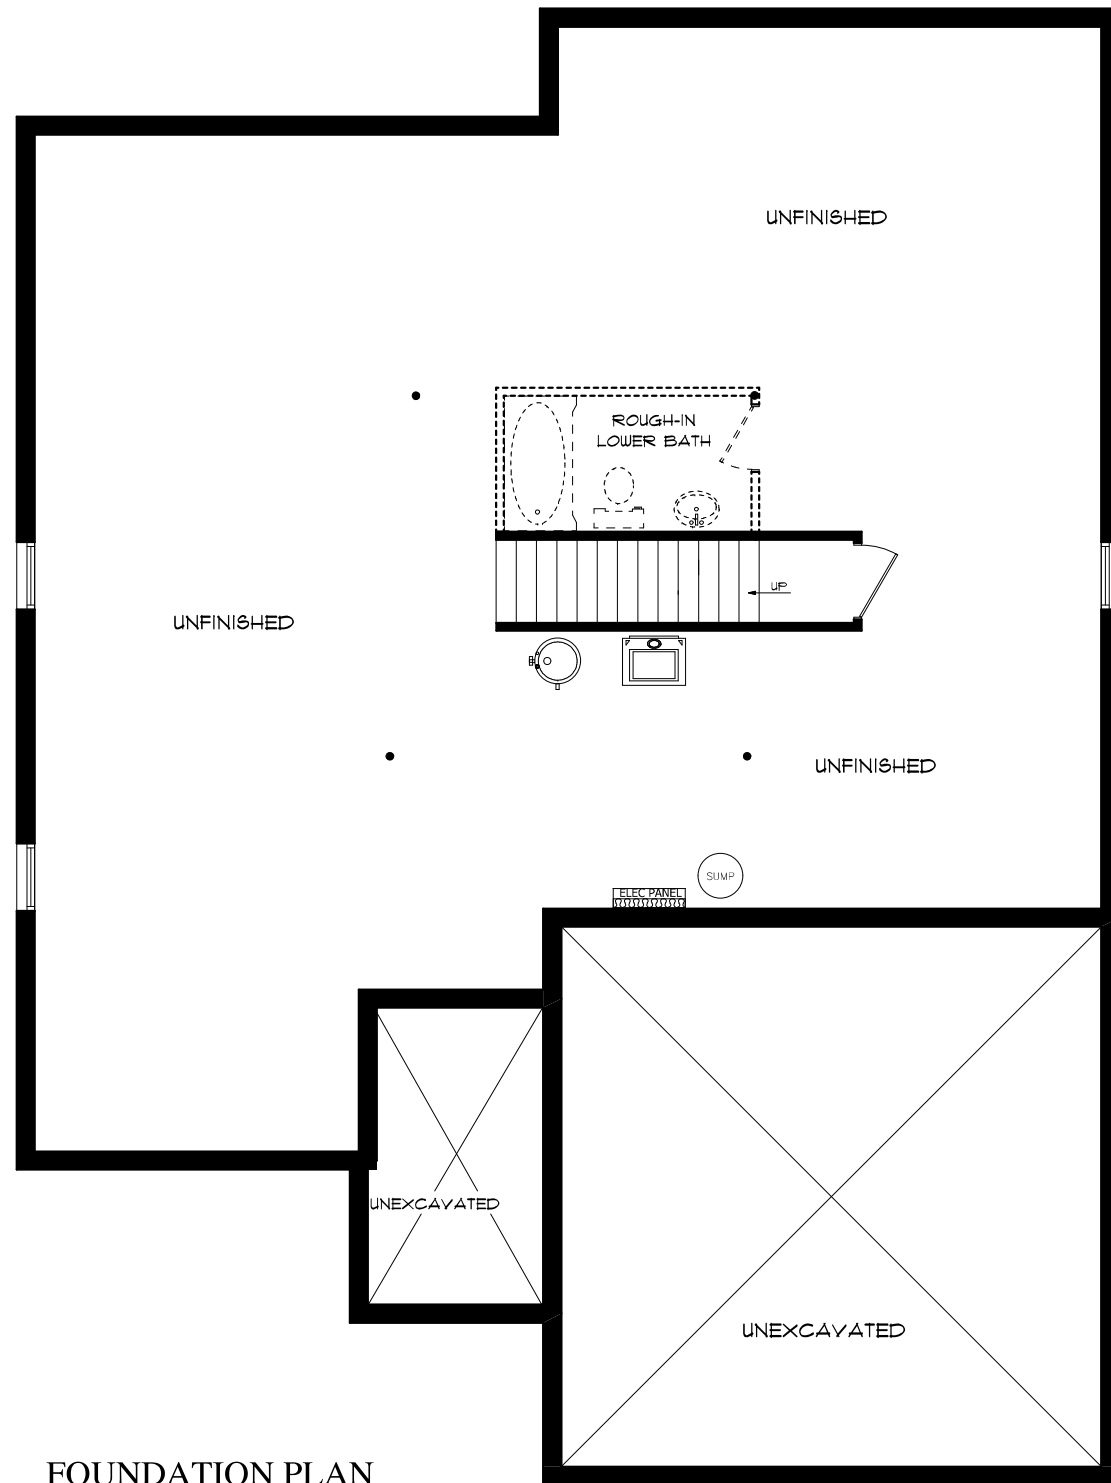 UNFINISHED
ROUGH-IN
LOWER BATH
UP
UNFINISHED
UNFINISHED
SUMP
ELEC PANEL
UNEXCAVATED
UNEXCAVATED
FOUNDATION PLAN